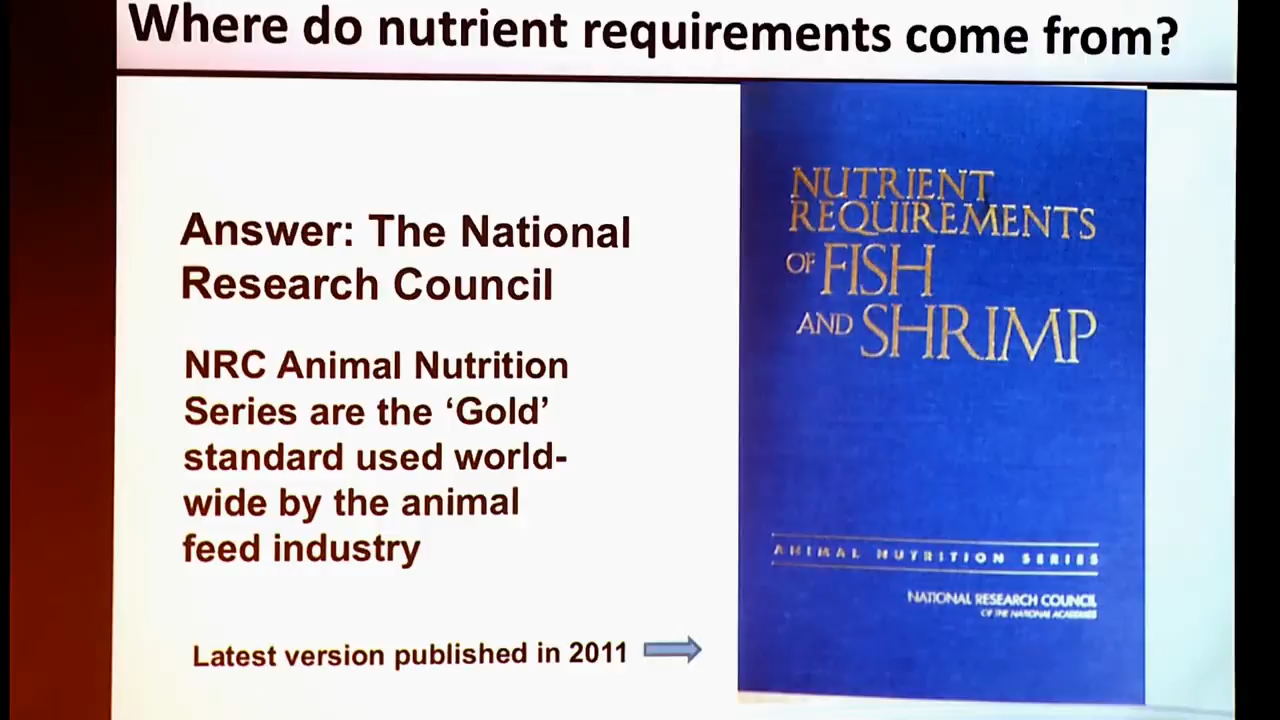 Where do nutrient requirements come from?
Answer: The National
Research Council
NRC Animal Nutrition
Series are the ‘Gold’
standard used world-
wide by the animal
feed industry
Latest version published in 2011
NUTRIENT
REQUIREMENTS
OF FISH
AND SHRIMP
ANIMAL NUTRITION SERIES
NATIONAL RESEARCH COUNCIL
OF THE NATIONAL ACADEMIES